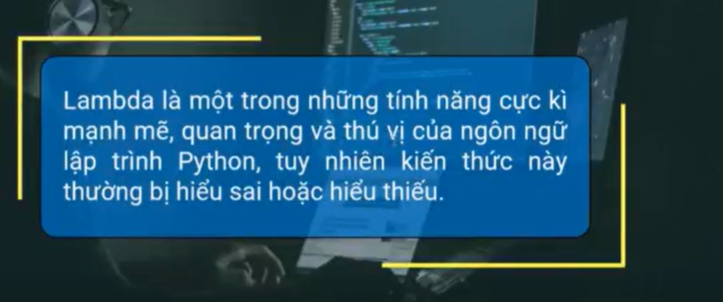 Lambda là một trong những tính năng cực kì
mạnh mẽ, quan trọng và thú vị của ngôn ngữ
lập trình Python, tuy nhiên kiến thức này
thường bị hiểu sai hoặc hiểu thiếu.